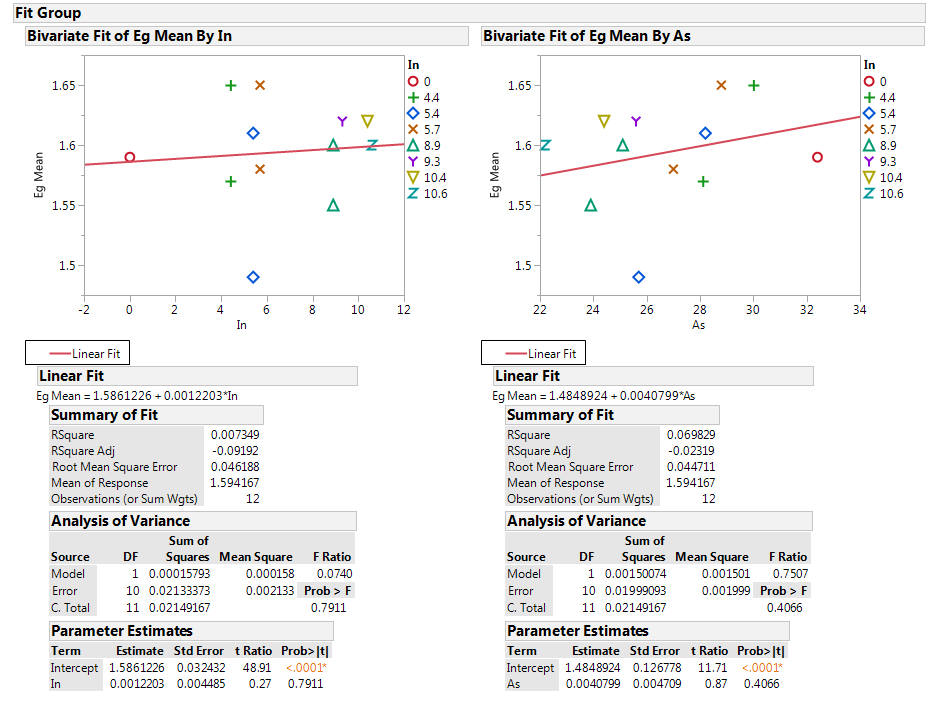 Fit Group
Bivariate Fit of Eg Mean By In
Eg Mean
1.65
1.6
1.55
1.5
-2 0 2 4 6 8 10 12
In
In
0
4.4
5.4
5.7
8.9
9.3
10.4
10.6
Linear Fit
Linear Fit
Eg Mean = 1.5861226 + 0.0012203*In
Summary of Fit
RSquare 0.007349
RSquare Adj -0.09192
Root Mean Square Error 0.046188
Mean of Response 1.594167
Observations (or Sum Wgts) 12
Analysis of Variance
Sum of
Source DF Squares Mean Square F Ratio
Model 1 0.00015793 0.000158 0.0740
Error 10 0.02133373 0.002133 Prob > F
C. Total 11 0.02149167 0.7911
Parameter Estimates
Term Estimate Std Error t Ratio Prob>|t|
Intercept 1.5861226 0.032432 48.91 <.0001*
In 0.0012203 0.004485 0.27 0.7911
Bivariate Fit of Eg Mean By As
Eg Mean
1.65
1.6
1.55
1.5
22 24 26 28 30 32 34
As
In
0
4.4
5.4
5.7
8.9
9.3
10.4
10.6
Linear Fit
Linear Fit
Eg Mean = 1.4848924 + 0.0040799*As
Summary of Fit
RSquare 0.069829
RSquare Adj -0.02319
Root Mean Square Error 0.044711
Mean of Response 1.594167
Observations (or Sum Wgts) 12
Analysis of Variance
Sum of
Source DF Squares Mean Square F Ratio
Model 1 0.00150074 0.001501 0.7507
Error 10 0.01999093 0.001999 Prob > F
C. Total 11 0.02149167 0.4066
Parameter Estimates
Term Estimate Std Error t Ratio Prob>|t|
Intercept 1.4848924 0.126778 11.71 <.0001*
As 0.0040799 0.004709 0.87 0.4066